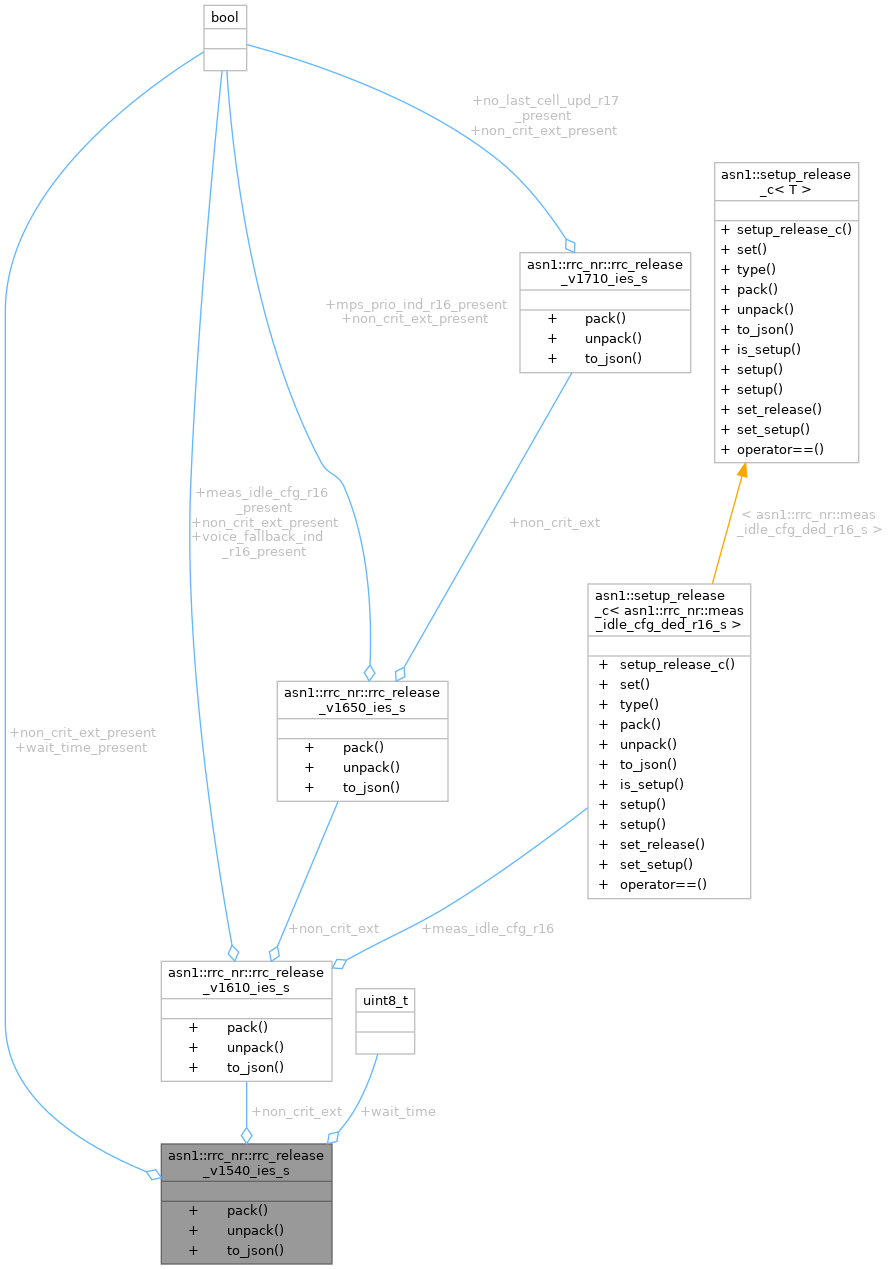 bool
+no_last_cell_upd_r17
_present
+non_crit_ext_present
asn1::setup_release
_c< T >
+ setup_release_c()
+ set()
+ type()
+ pack()
+ unpack()
+ to_json()
+ is_setup()
+ setup()
+ setup()
+ set_release()
+ set_setup()
+ operator==()
asn1::rrc_nr::rrc_release
_v1710_ies_s
+ pack()
+ unpack()
+ to_json()
+mps_prio_ind_r16_present
+non_crit_ext_present
+meas_idle_cfg_r16
_present
+non_crit_ext_present
+voice_fallback_ind
_r16_present
+non_crit_ext
< asn1::rrc_nr::meas
_idle_cfg_ded_r16_s >
asn1::setup_release
_c< asn1::rrc_nr::meas
_idle_cfg_ded_r16_s >
+ setup_release_c()
+ set()
+ type()
+ pack()
+ unpack()
+ to_json()
+ is_setup()
+ setup()
+ setup()
+ set_release()
+ set_setup()
+ operator==()
asn1::rrc_nr::rrc_release
_v1650_ies_s
+ pack()
+ unpack()
+ to_json()
+non_crit_ext_present
+wait_time_present
+non_crit_ext
+meas_idle_cfg_r16
asn1::rrc_nr::rrc_release
_v1610_ies_s
+ pack()
+ unpack()
+ to_json()
uint8_t
+non_crit_ext
+wait_time
asn1::rrc_nr::rrc_release
_v1540_ies_s
+ pack()
+ unpack()
+ to_json()